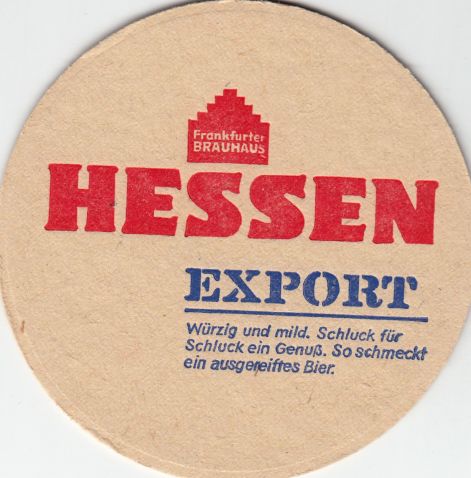 Frankfurter
BRAUHAUS
HESSEN
EXPORT
Würzig und mild. Schluck für
Schluck ein Genuß. So schmeckt
ein ausgereiftes Bier.